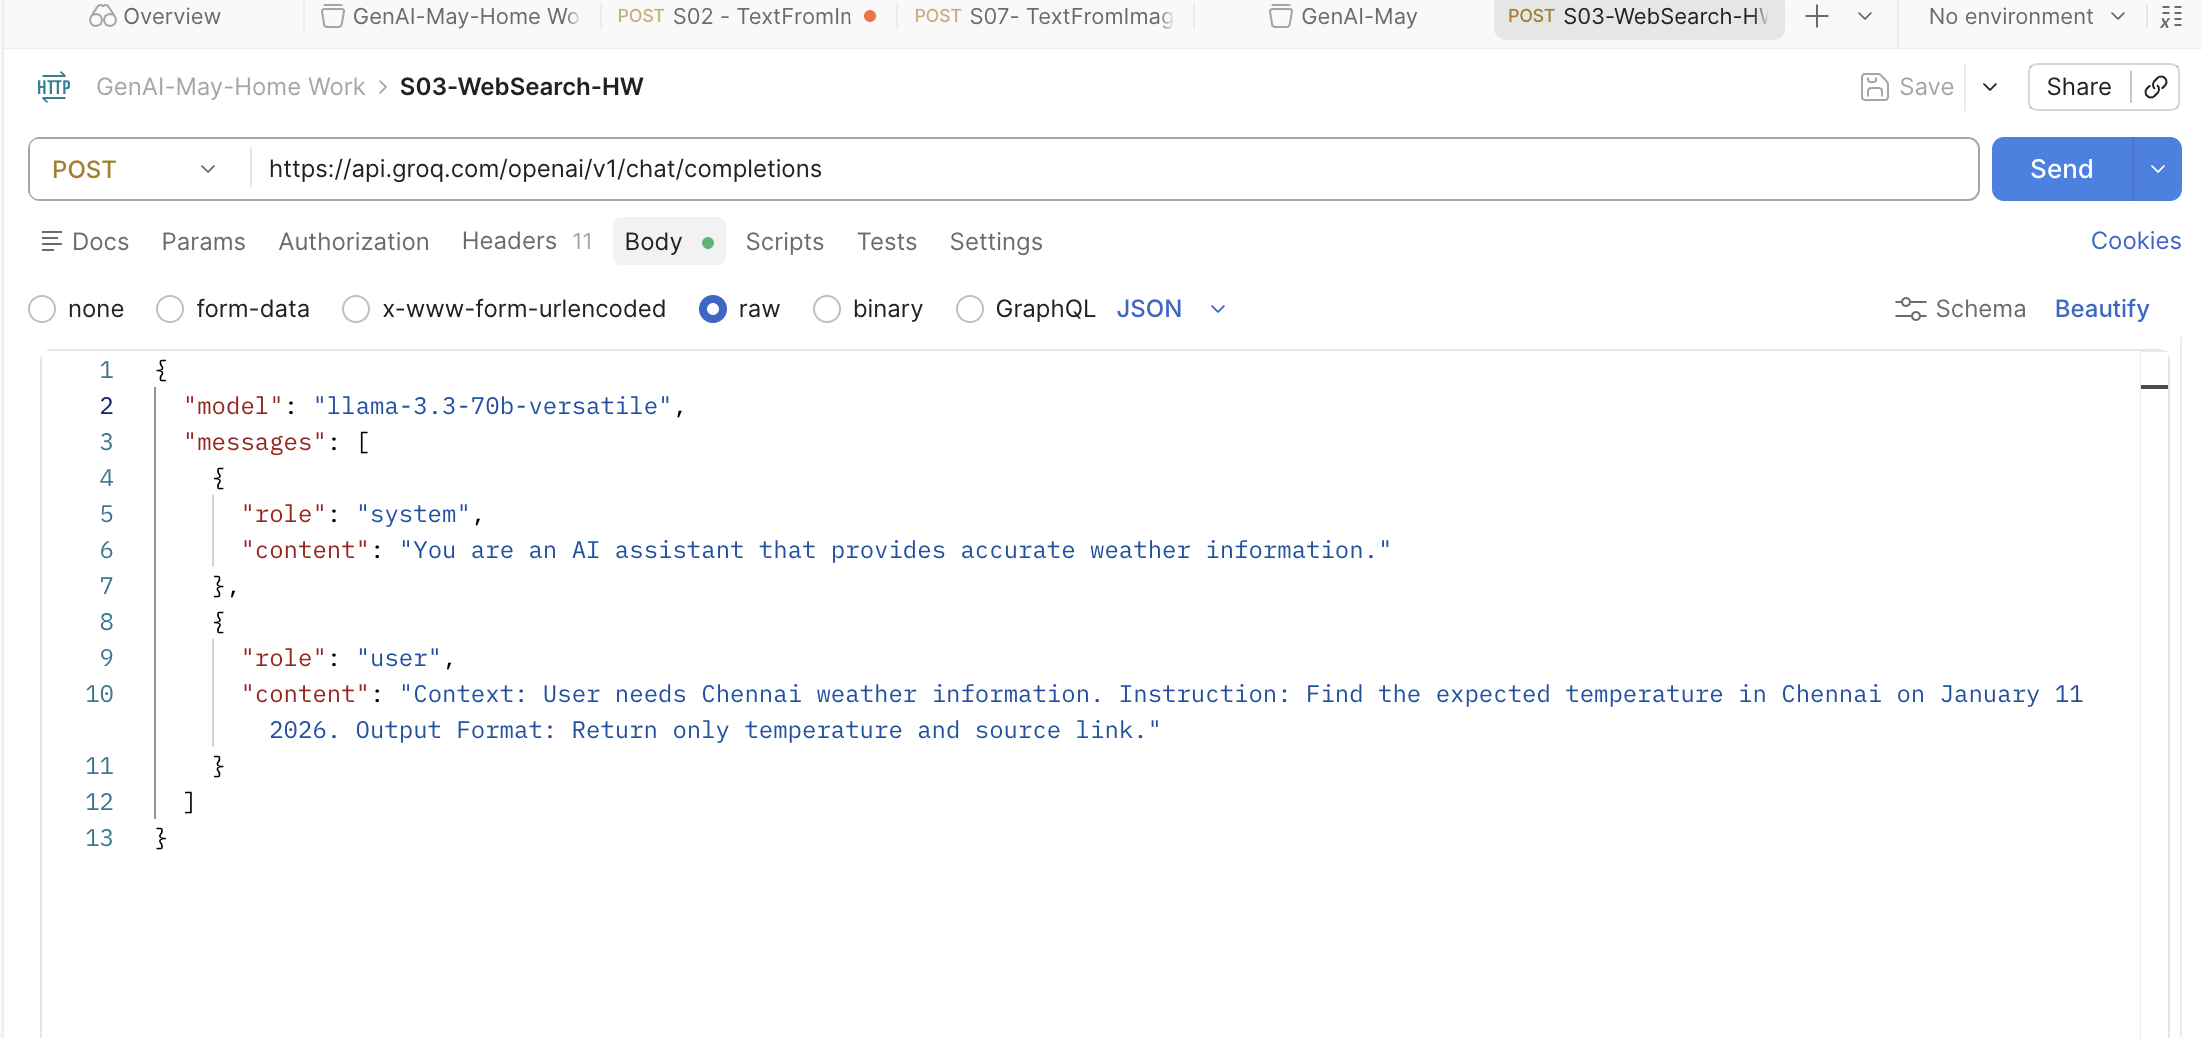 Overview GenAI-May-Home Wo POST S02 - TextFromIn POST S07- TextFromImag GenAI-May POST S03-WebSearch-HW No environment
HTTP GenAI-May-Home Work > S03-WebSearch-HW Save Share
POST https://api.groq.com/openai/v1/chat/completions Send
Docs Params Authorization Headers 11 Body Scripts Tests Settings Cookies
none form-data x-www-form-urlencoded raw binary GraphQL JSON Schema Beautify
1 {
2 "model": "llama-3.3-70b-versatile",
3 "messages": [
4 {
5 "role": "system",
6 "content": "You are an AI assistant that provides accurate weather information."
7 },
8 {
9 "role": "user",
10 "content": "Context: User needs Chennai weather information. Instruction: Find the expected temperature in Chennai on January 11
2026. Output Format: Return only temperature and source link."
11 }
12 ]
13 }